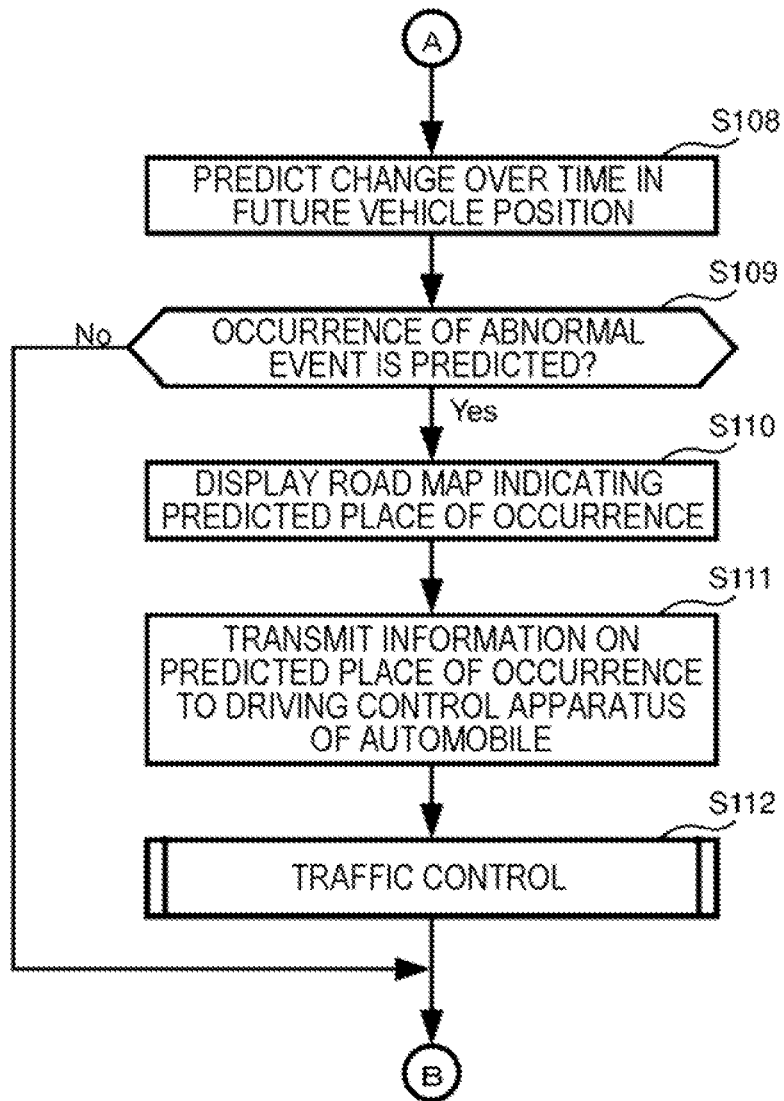 A
S108
PREDICT CHANGE OVER TIME IN
FUTURE VEHICLE POSITION
S109
No
OCCURRENCE OF ABNORMAL
EVENT IS PREDICTED?
Yes
S110
DISPLAY ROAD MAP INDICATING
PREDICTED PLACE OF OCCURRENCE
S111
TRANSMIT INFORMATION ON
PREDICTED PLACE OF OCCURRENCE
TO DRIVING CONTROL APPARATUS
OF AUTOMOBILE
S112
TRAFFIC CONTROL
B